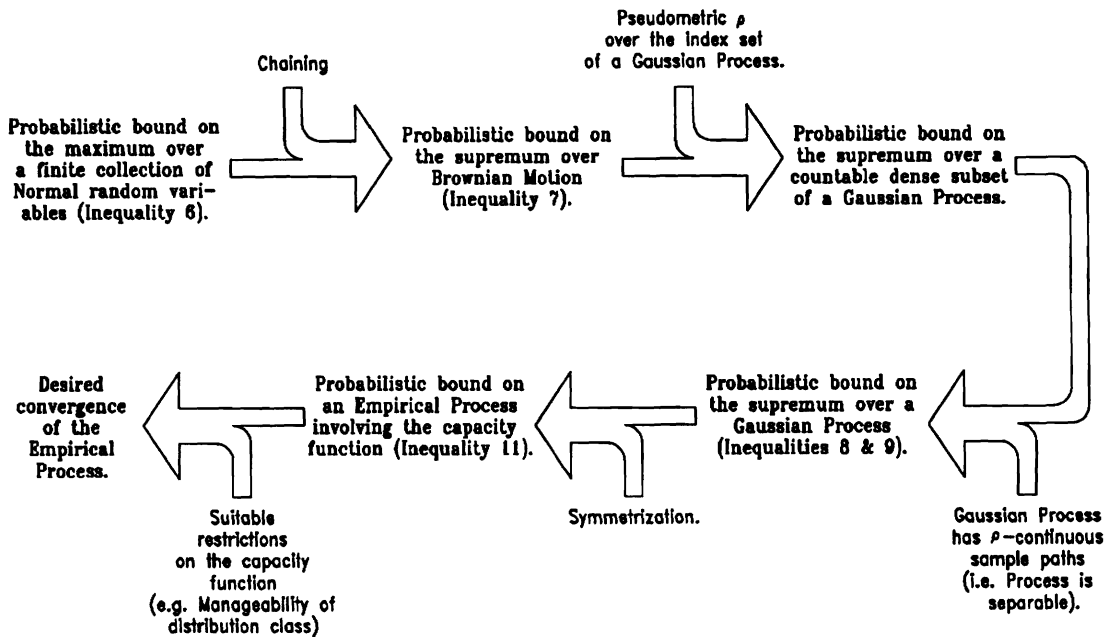 Chaining
Pseudometric ρ
over the index set
of a Gaussian Process.
Probabilistic bound on
the maximum over
a finite collection of
Normal random vari-
ables (Inequality 6).
Probabilistic bound on
the supremum over
Brownian Motion
(Inequality 7).
Probabilistic bound on
the supremum over a
countable dense subset
of a Gaussian Process.
Desired
convergence
of the
Empirical
Process.
Probabilistic bound on
an Empirical Process
involving the capacity
function (Inequality 11).
Probabilistic bound on
the supremum over a
Gaussian Process
(Inequalities 8 & 9).
Suitable
restrictions
on the capacity
function
(e.g. Manageability of
distribution class)
Symmetrization.
Gaussian Process
has ρ-continuous
sample paths
(i.e. Process is
separable).